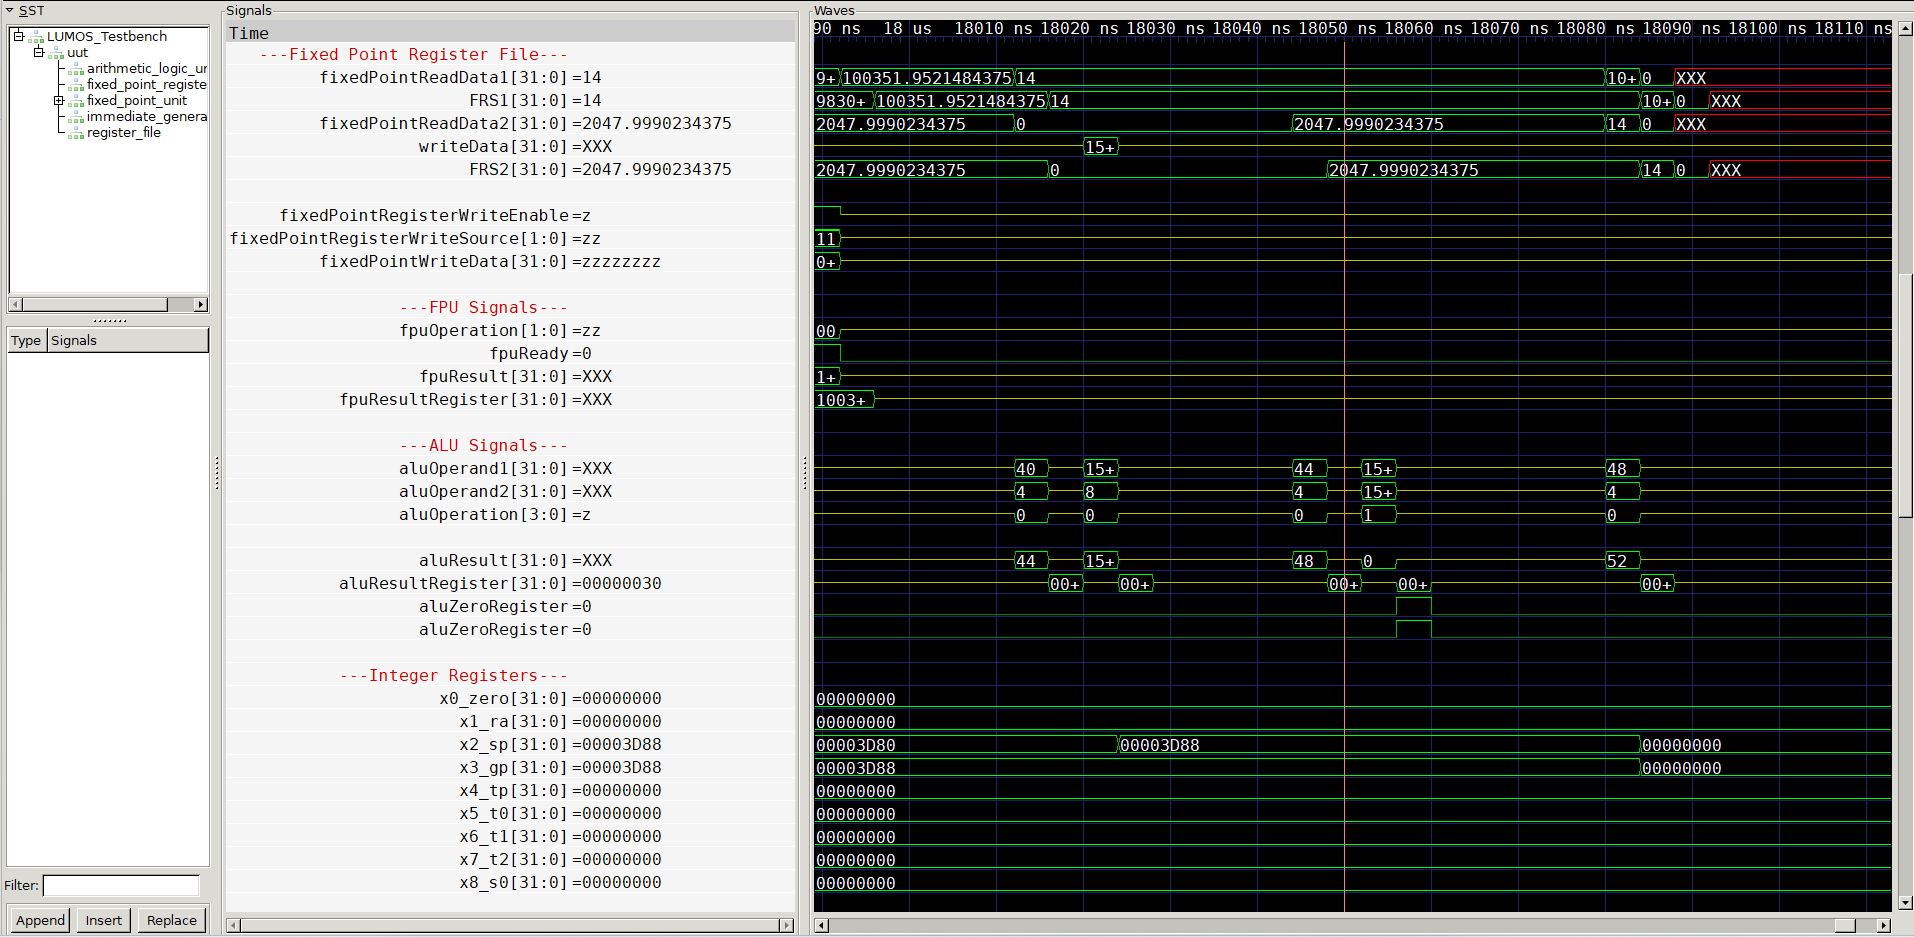 SST
LUMOS_Testbench
uut
arithmetic_logic_ur
fixed_point_registe
fixed_point_unit
immediate_genera
register_file
Type Signals
Filter:
Append Insert Replace
Signals
Time
---Fixed Point Register File---
fixedPointReadData1[31:0]=14
FRS1[31:0]=14
fixedPointReadData2[31:0]=2047.9990234375
writeData[31:0]=XXX
FRS2[31:0]=2047.9990234375
fixedPointRegisterWriteEnable=z
fixedPointRegisterWriteSource[1:0]=zz
fixedPointWriteData[31:0]=zzzzzzzz
---FPU Signals---
fpuOperation[1:0]=zz
fpuReady=0
fpuResult[31:0]=XXX
fpuResultRegister[31:0]=XXX
---ALU Signals---
aluOperand1[31:0]=XXX
aluOperand2[31:0]=XXX
aluOperation[3:0]=z
aluResult[31:0]=XXX
aluResultRegister[31:0]=00000030
aluZeroRegister=0
aluZeroRegister=0
---Integer Registers---
x0_zero[31:0]=00000000
x1_ra[31:0]=00000000
x2_sp[31:0]=00003D88
x3_gp[31:0]=00003D88
x4_tp[31:0]=00000000
x5_t0[31:0]=00000000
x6_t1[31:0]=00000000
x7_t2[31:0]=00000000
x8_s0[31:0]=00000000
Waves
90 ns 18 us 18010 ns 18020 ns 18030 ns 18040 ns 18050 ns 18060 ns 18070 ns 18080 ns 18090 ns 18100 ns 18110 ns
9+ 100351.9521484375 14 10+ 0 XXX
9830+ 100351.9521484375 14 10+ 0 XXX
2047.9990234375 0 2047.9990234375 14 0 XXX
15+
2047.9990234375 0 2047.9990234375 14 0 XXX
11
0+
00
1+
1003+
40 15+ 44 15+ 48
4 8 4 15+ 4
0 0 0 1 0
44 15+ 48 0 52
00+ 00+ 00+ 00+ 00+
00000000
00000000
00003D80 00003D88 00000000
00003D88 00000000
00000000
00000000
00000000
00000000
00000000